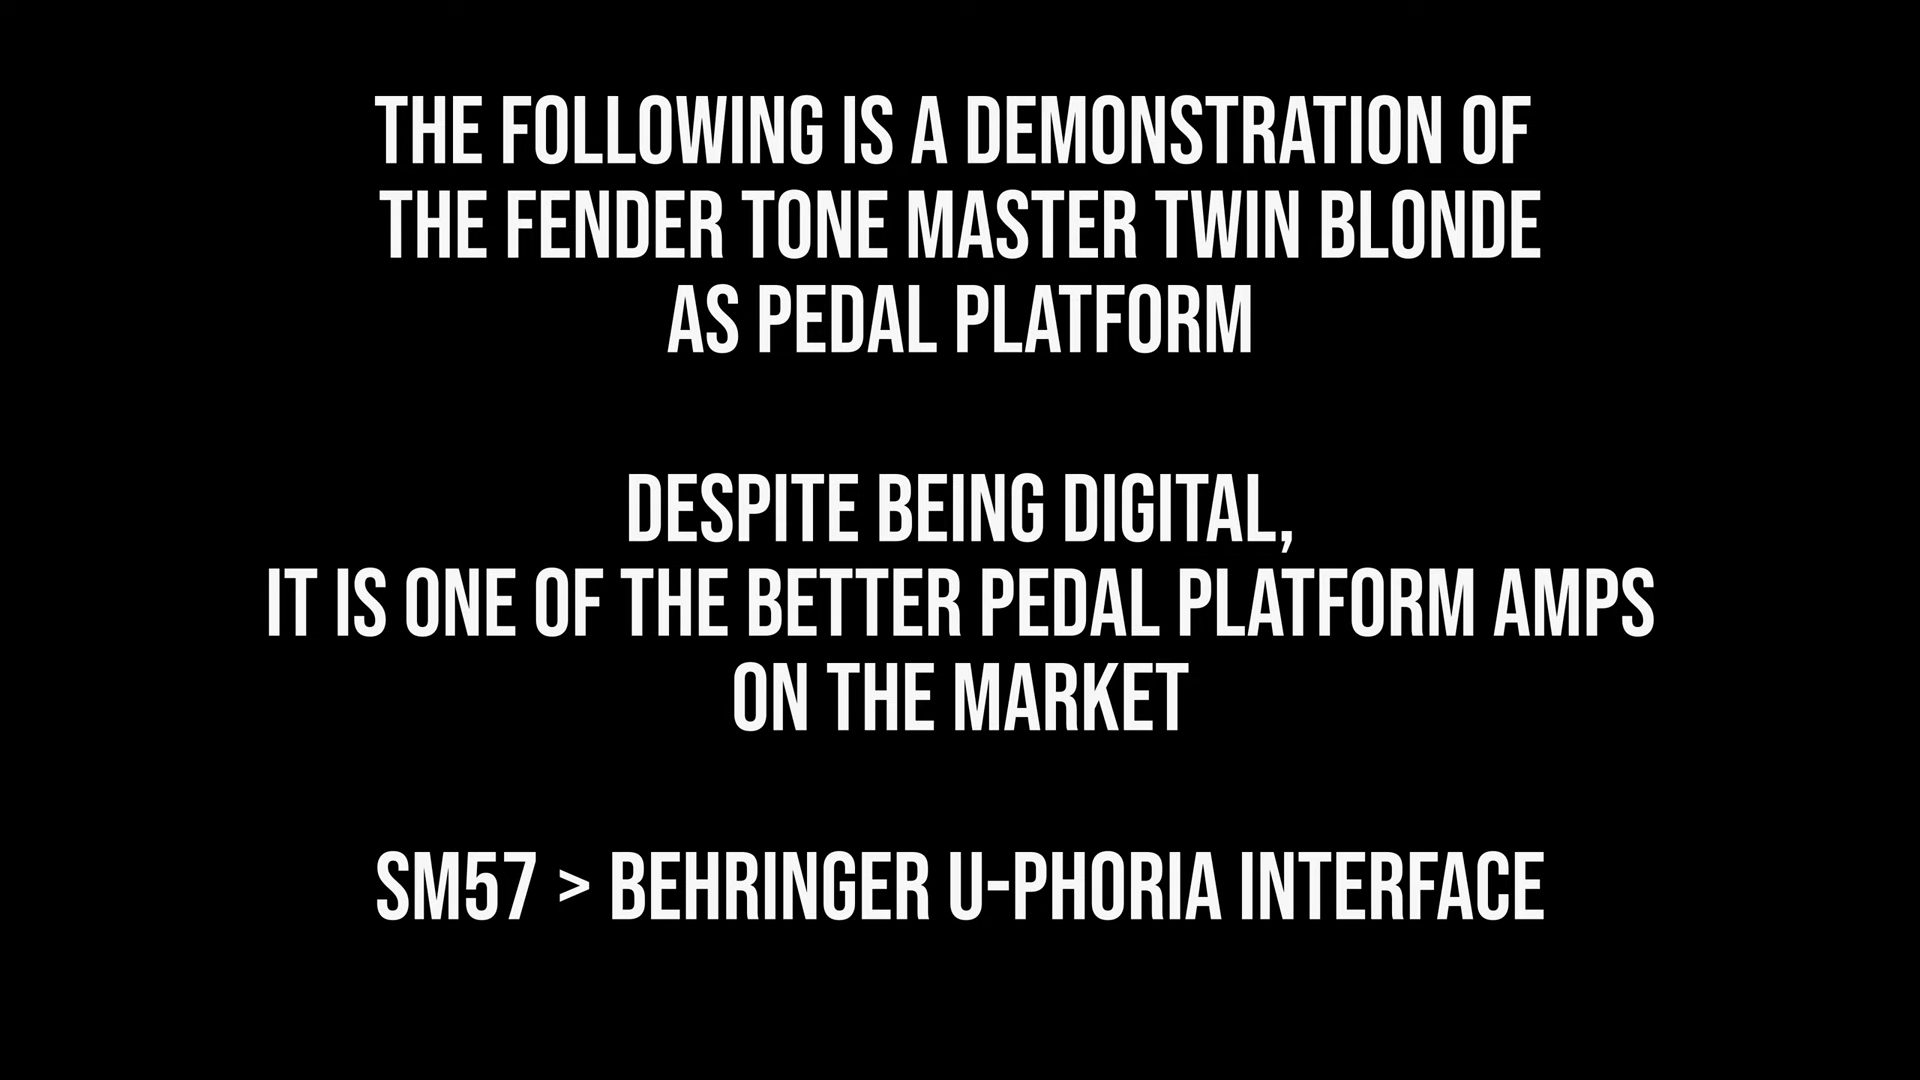 THE FOLLOWING IS A DEMONSTRATION OF
THE FENDER TONE MASTER TWIN BLONDE
AS PEDAL PLATFORM
DESPITE BEING DIGITAL,
IT IS ONE OF THE BETTER PEDAL PLATFORM AMPS
ON THE MARKET
SM57 > BEHRINGER U-PHORIA INTERFACE